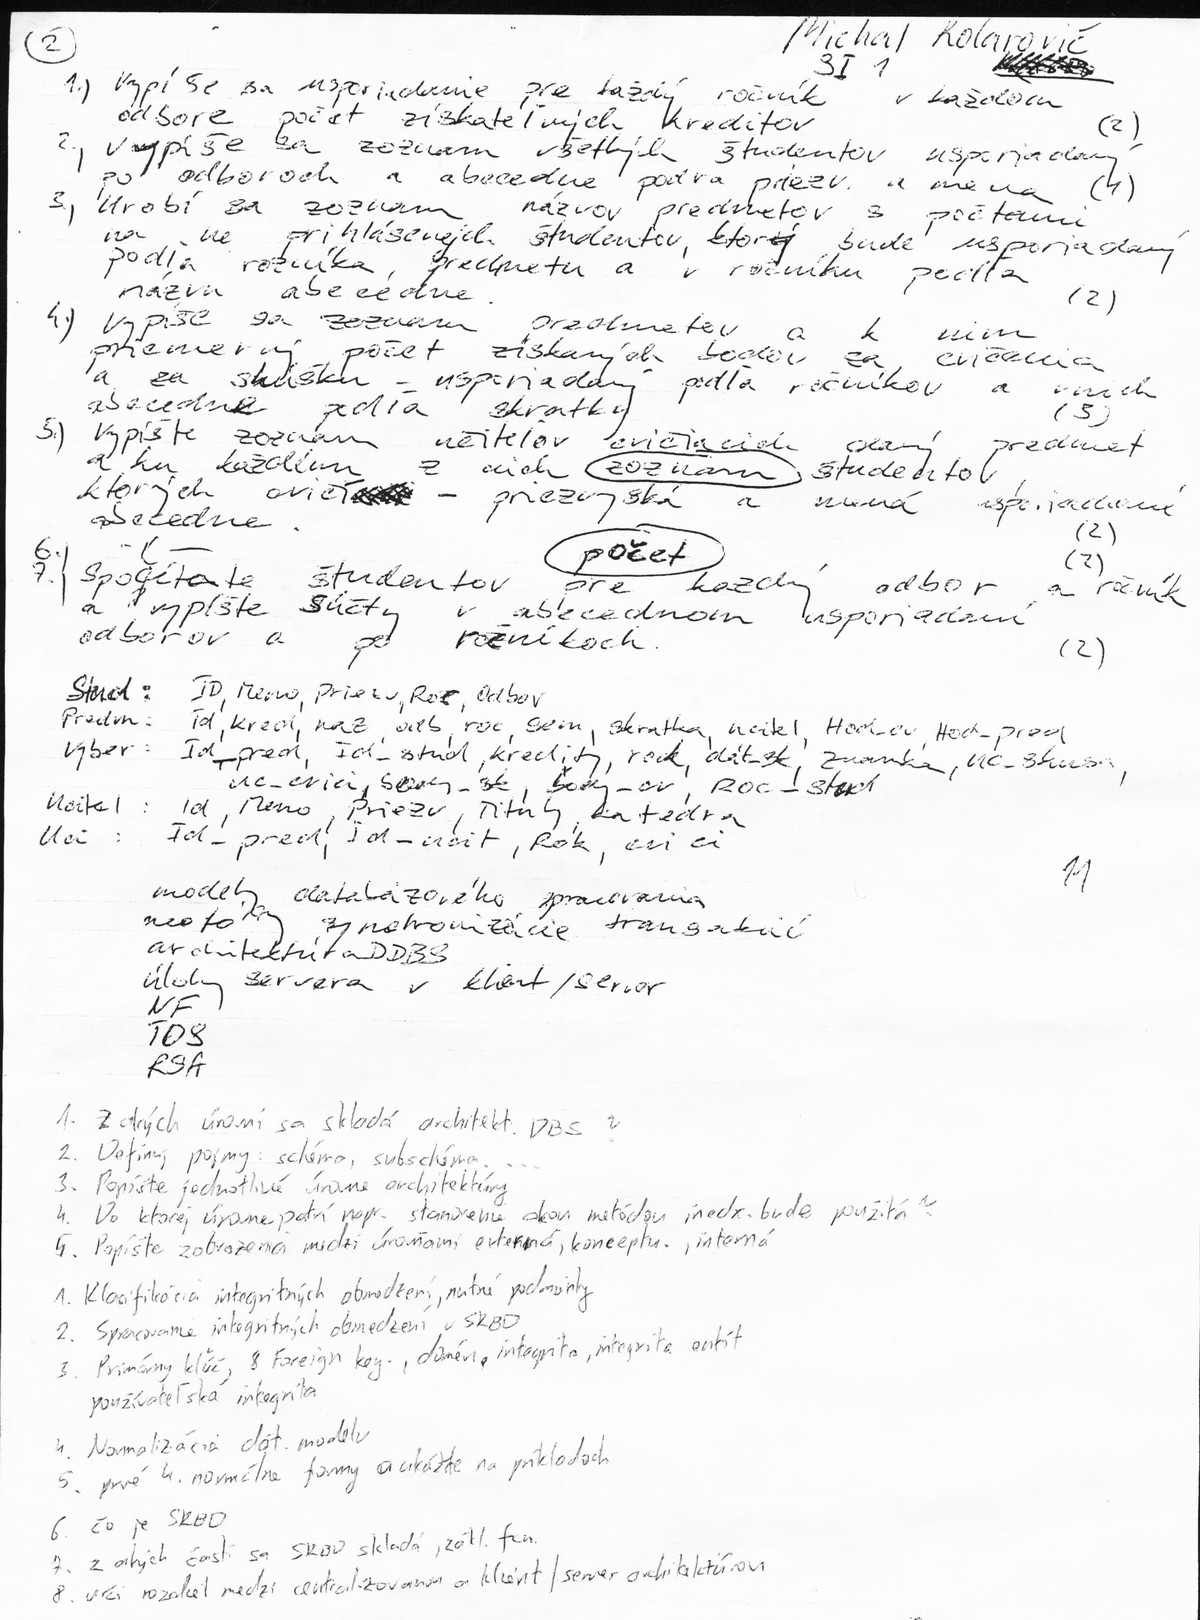 2
Michal Kolarovič
3I 1
1.) Vypíše sa usporiadanie pre každý ročník v každom
odbore počet získateľných kreditov (2)
2., Vypíše sa zoznam všetkých študentov usporiadaný
po odboroch a abecedne podľa priezv. a mena (1)
3., Urobí sa zoznam názvov predmetov s počtami
na ne prihlásených študentov, ktorý bude usporiadaný
podľa ročníka, predmetu a v ročníku podľa
názvu abecedne. (2)
4.) Vypíše sa zoznam predmetov a k nim
priemerný počet získaných bodov za cvičenia
a za skúšku - usporiadaný podľa ročníkov a v nich
abecedne podľa skratky (3)
5.) Vypíšte zoznam učiteľov cvičiacich daný predmet
a ku každému z nich zoznam študentov,
ktorých cvičí - priezvyská a mená usporiadané
abecedne. (2)
6.) -"- počet (2)
7.) Spočítate študentov pre každý odbor a ročník
a vypíšte súčty v abecednom usporiadaní
odborov a po ročníkoch. (2)
Stud: ID, Meno, Priezv, Roc, Odbor
Predm: id, kred, naz, odb, roc, sem, skratka, ucitel, Hod_cv, Hod_pred
Vyber: Id_pred, Id_stud, kredity, rok, dát_sk, známka, uc_skusa,
uc_cvici, body_sk, body_cv, Roc_stud
Ucitel: Id, Meno, Priezv, Tituly, katedra
Uci: Id_pred, Id_ucit, Rok, cvici
modely databázového spracovania
metódy synchronizácie transakcií
architektúra DDBS
úlohy servera v klient/server
NF
TOS
RSA
1. Z akých úrovní sa skladá architekt. DBS?
2. Definuj pojmy: schéma, subschéma. ....
3. Popíšte jednotlivé úrovne architektúry
4. Do ktorej úrovne patrí napr. stanovenie akou metódou inedx. bude použitá?
5. Popíšte zobrazenia medzi úrovňami externá, konceptu., interná
1. Klasifikácia integritných obmedzení, nutné podmienky
2. Spracovanie integritných obmedzení v SRBD
3. Primárny kľúč, Foreign key., domén. integrita, integrita entít
používateľská integrita
4. Normalizácia dát. modelu
5. prvé 4. normálne formy a ukážte na príkladoch
6. čo je SRBD
7. z akých častí sa SRBD skladá, zákl. fcn.
8. urči rozdiel medzi centralizovanou a klient/server architektúrou